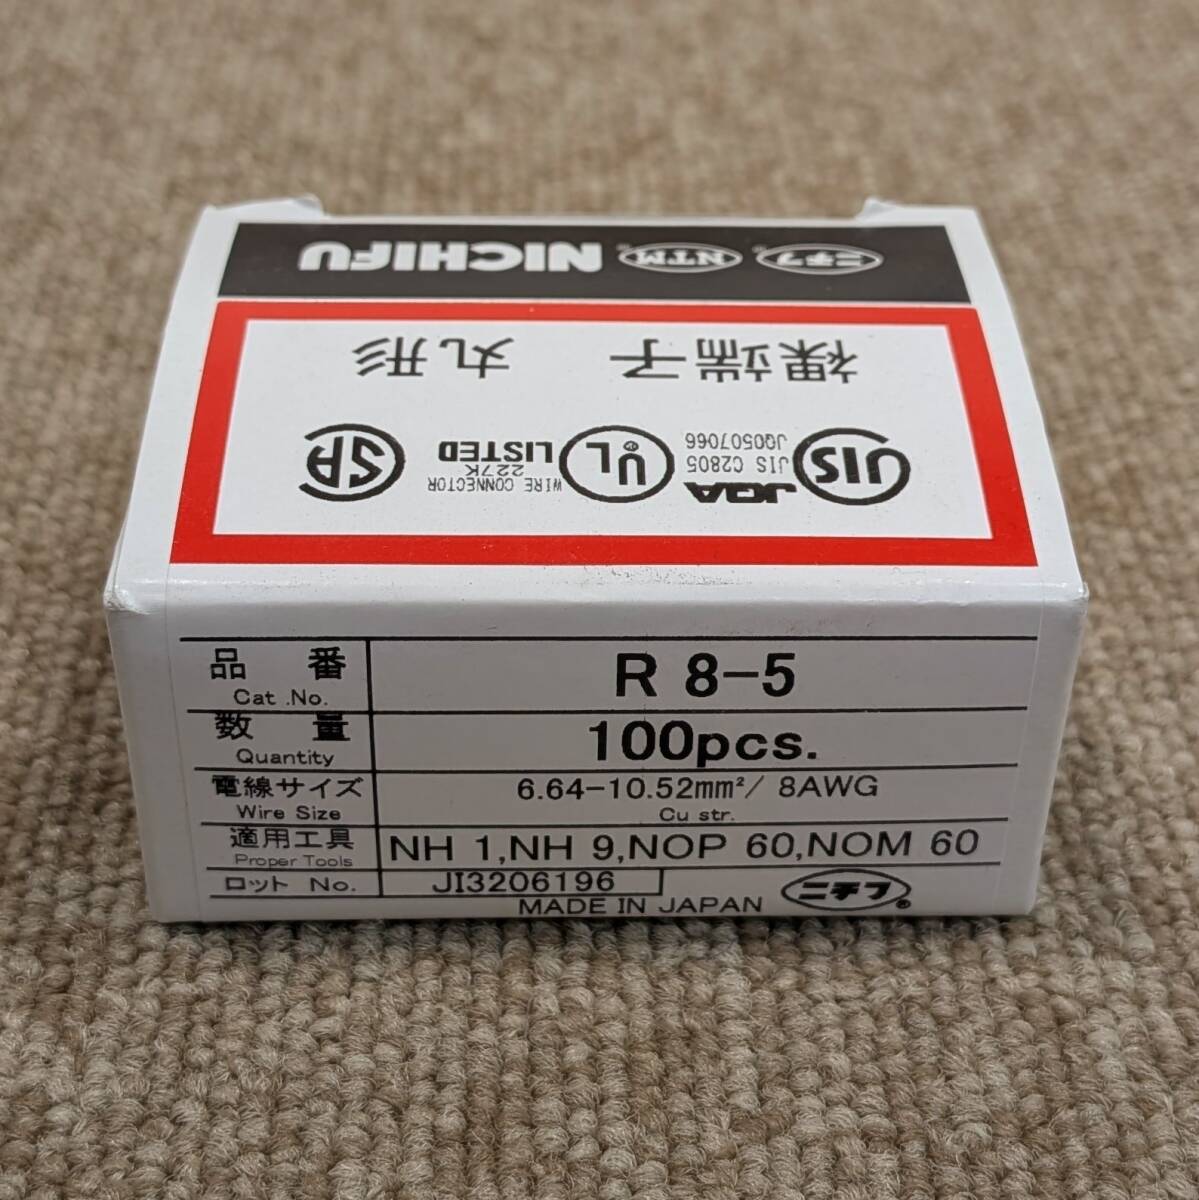 ニチフ® NTM® NICHIFU
裸端子 丸形
JIS JQA JIS C2805 JQ0507066
UL LISTED WIRE CONNECTOR 227K
SA
品番 Cat .No. R 8-5
数量 Quantity 100pcs.
電線サイズ Wire Size 6.64-10.52mm²/ 8AWG
Cu str.
適用工具 Proper Tools NH 1,NH 9,NOP 60,NOM 60
ロット No. JI3206196
MADE IN JAPAN ニチフ®